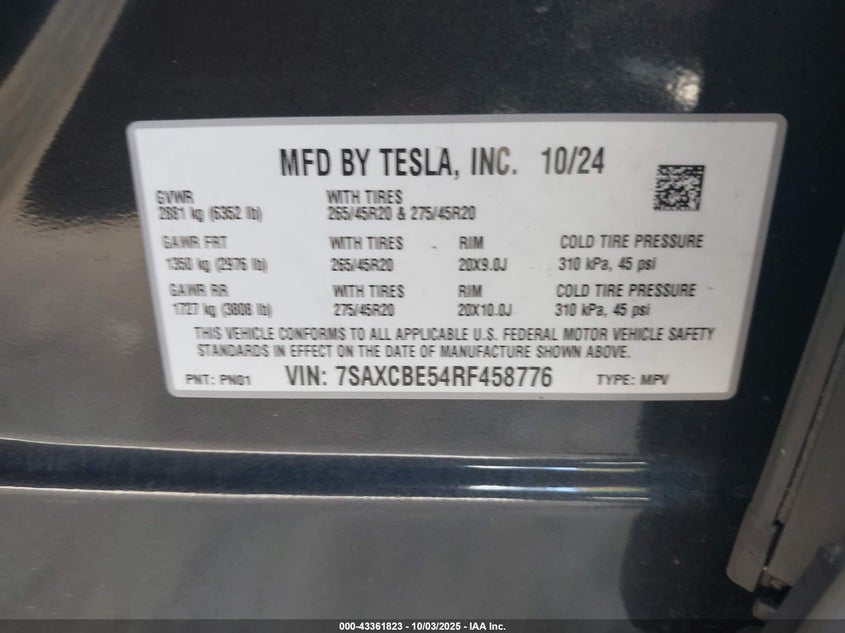 MFD BY TESLA, INC. 10/24
GVWR WITH TIRES
2881 kg (6352 lb) 265/45R20 & 275/45R20
GAWR FRT WITH TIRES RIM COLD TIRE PRESSURE
1350 kg (2976 lb) 265/45R20 20X9.0J 310 kPa, 45 psi
GAWR RR WITH TIRES RIM COLD TIRE PRESSURE
1727 kg (3808 lb) 275/45R20 20X10.0J 310 kPa, 45 psi
THIS VEHICLE CONFORMS TO ALL APPLICABLE U.S. FEDERAL MOTOR VEHICLE SAFETY
STANDARDS IN EFFECT ON THE DATE OF MANUFACTURE SHOWN ABOVE.
PNT: PN01 VIN: 7SAXCBE54RF458776 TYPE: MPV
000-43361823 | 10/03/2025 - IAA Inc.